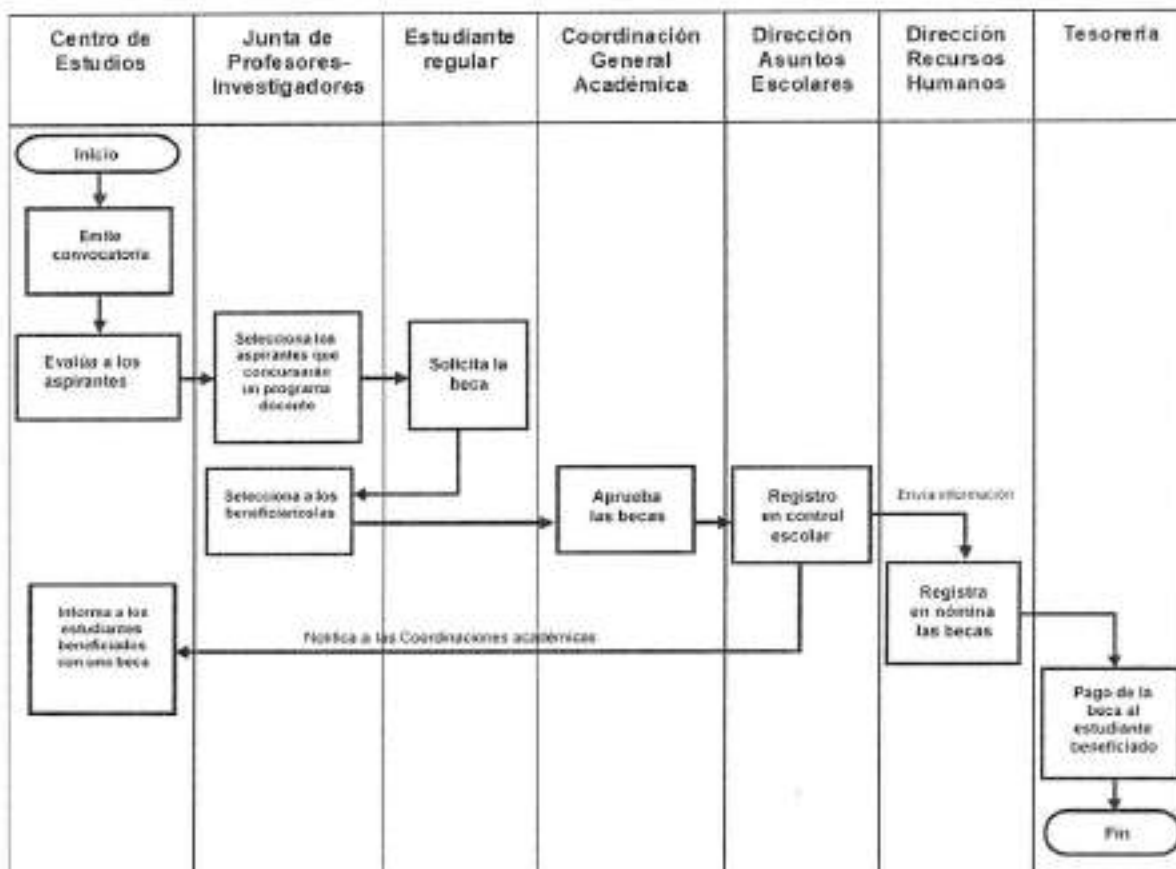 Centro de
Estudios
Junta de
Profesores-
Investigadores
Estudiante
regular
Coordinación
General
Académica
Dirección
Asuntos
Escolares
Dirección
Recursos
Humanos
Tesorería
Inicio
Emite
convocatoria
Evalúa a los
aspirantes
Selecciona los
aspirantes que
concursarán
un programa
docente
Solicita la
beca
Selecciona a los
Aprueba
las becas
Registro
en control
escolar
Envía información
Registra
en nómina
las becas
Informa a los
estudiantes
beneficiados
con una beca
Notifica a las Coordinaciones académicas
Pago de la
beca al
estudiante
beneficiado
Fin